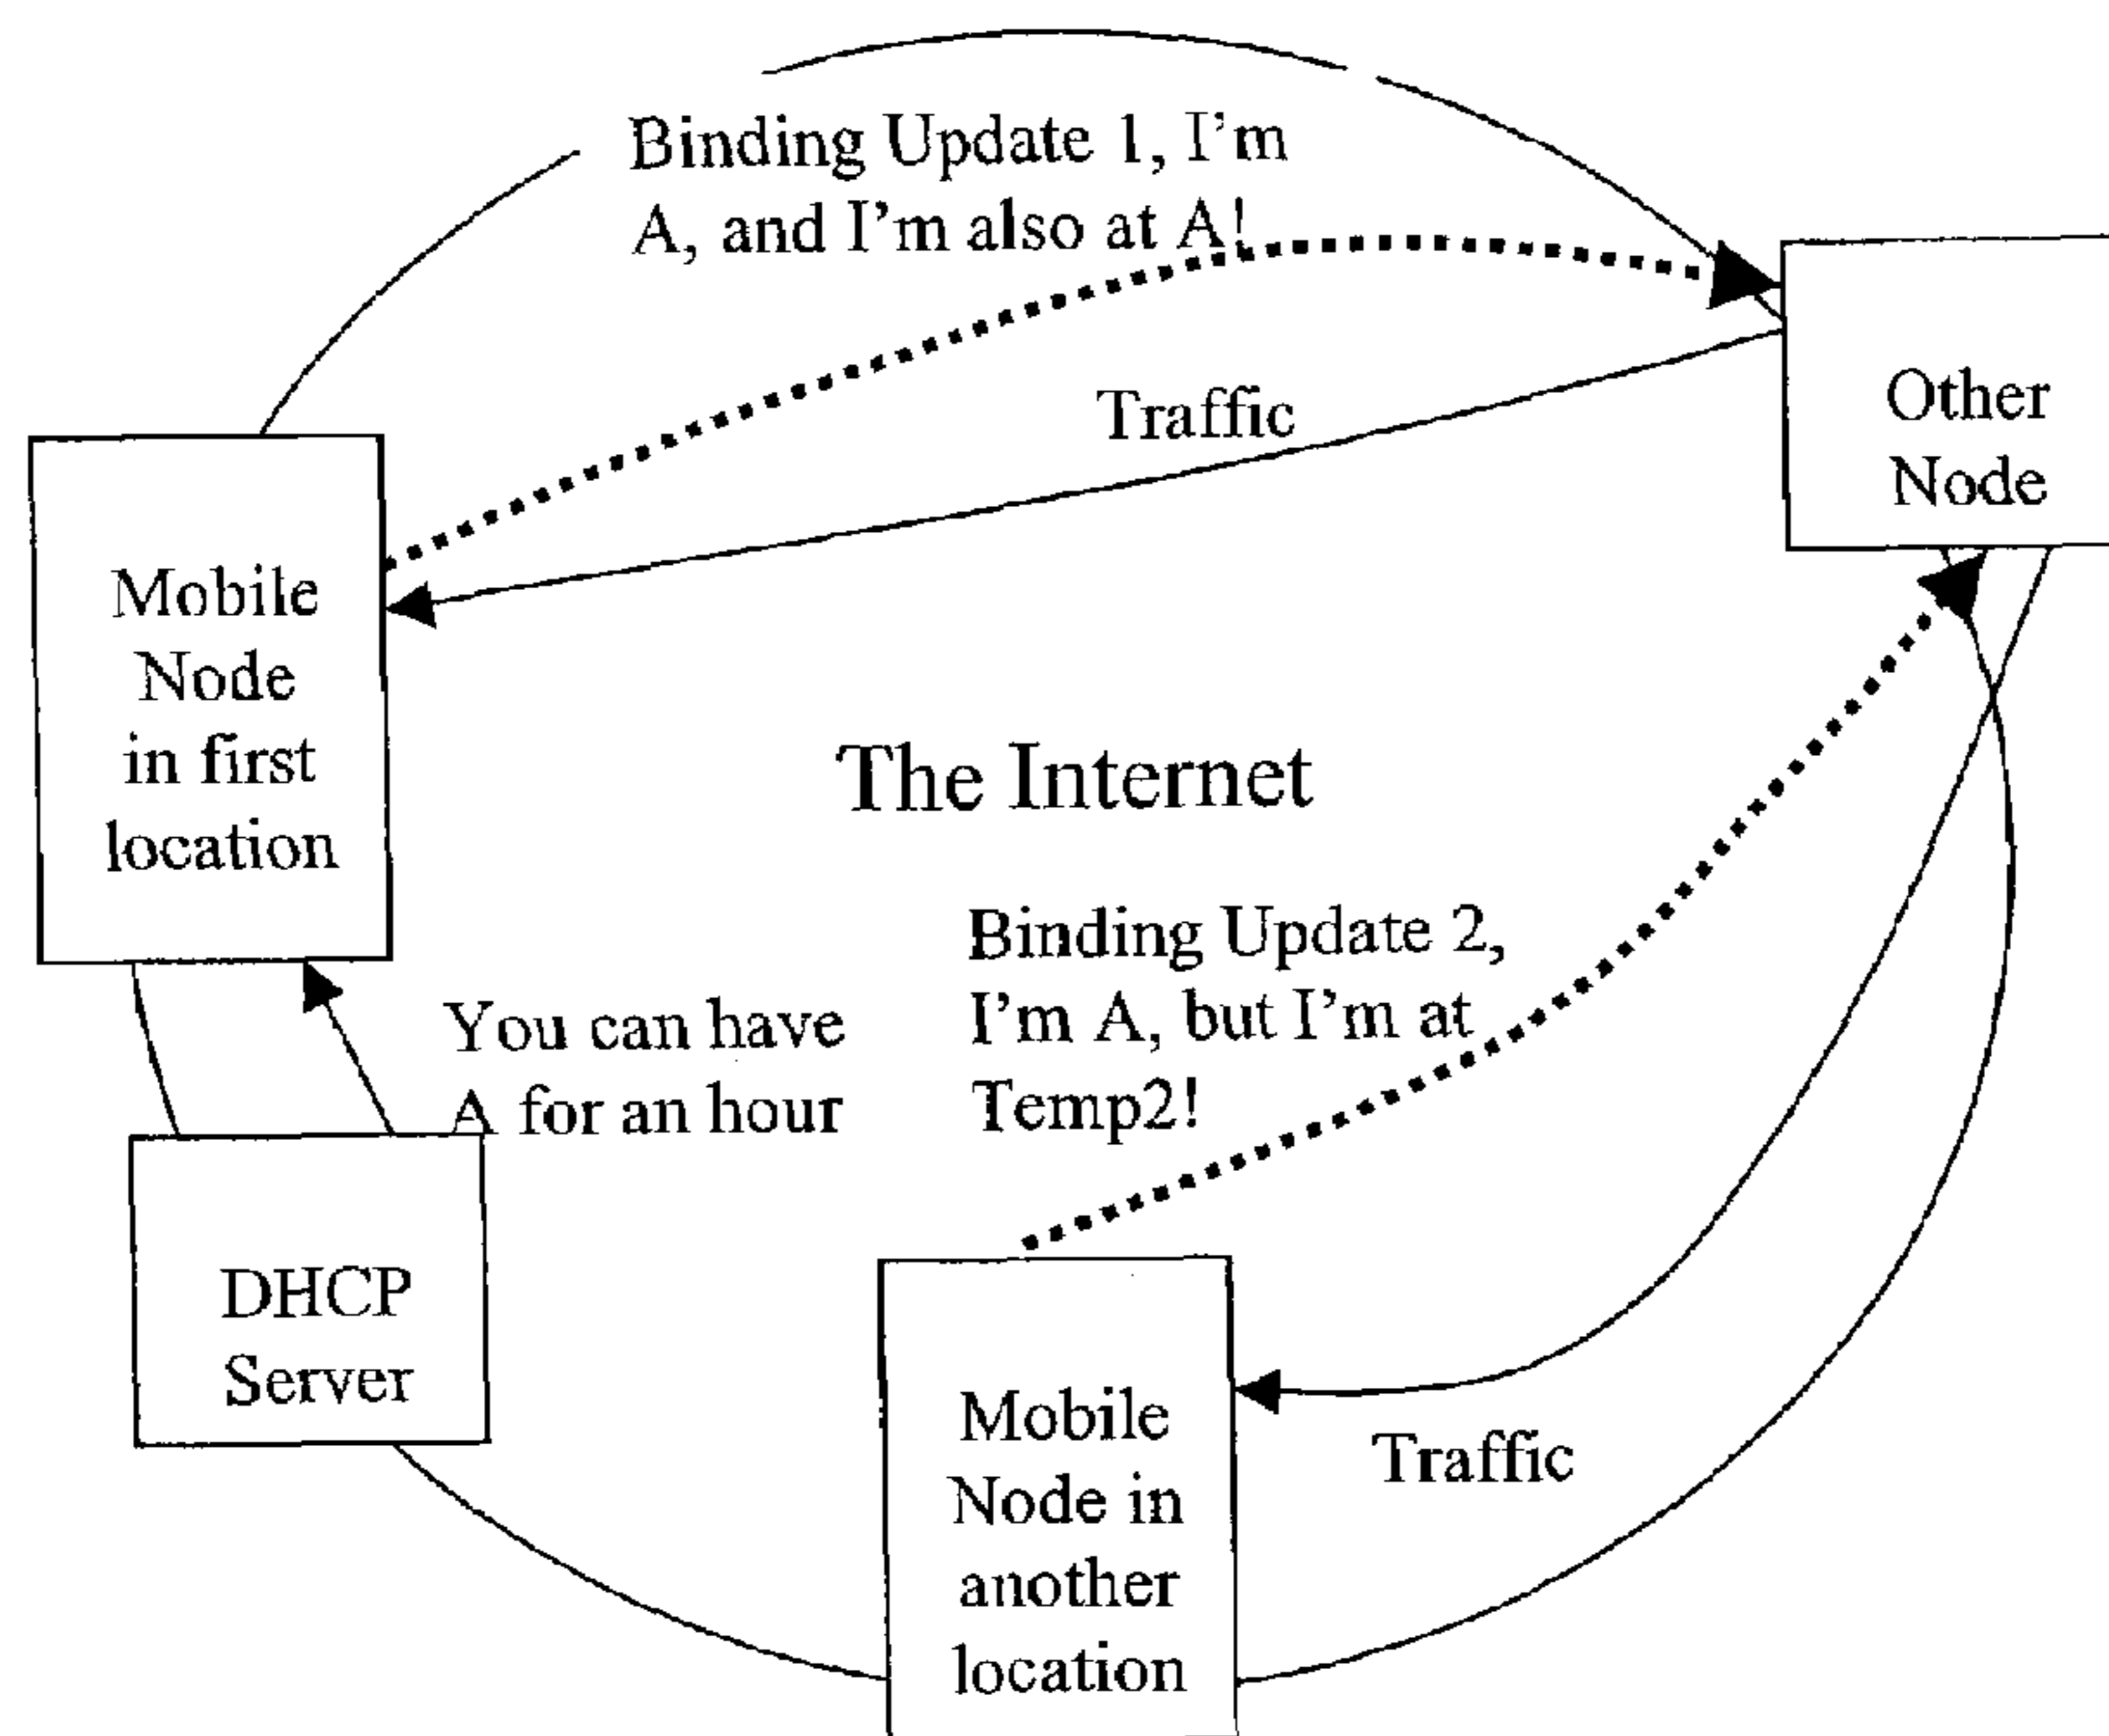 Binding Update 1, I'm
A, and I'm also at A!
Traffic
Other
Node
Mobile
Node
in first
location
The Internet
Binding Update 2,
I'm A, but I'm at
Temp2!
You can have
A for an hour
DHCP
Server
Mobile
Node in
another
location
Traffic